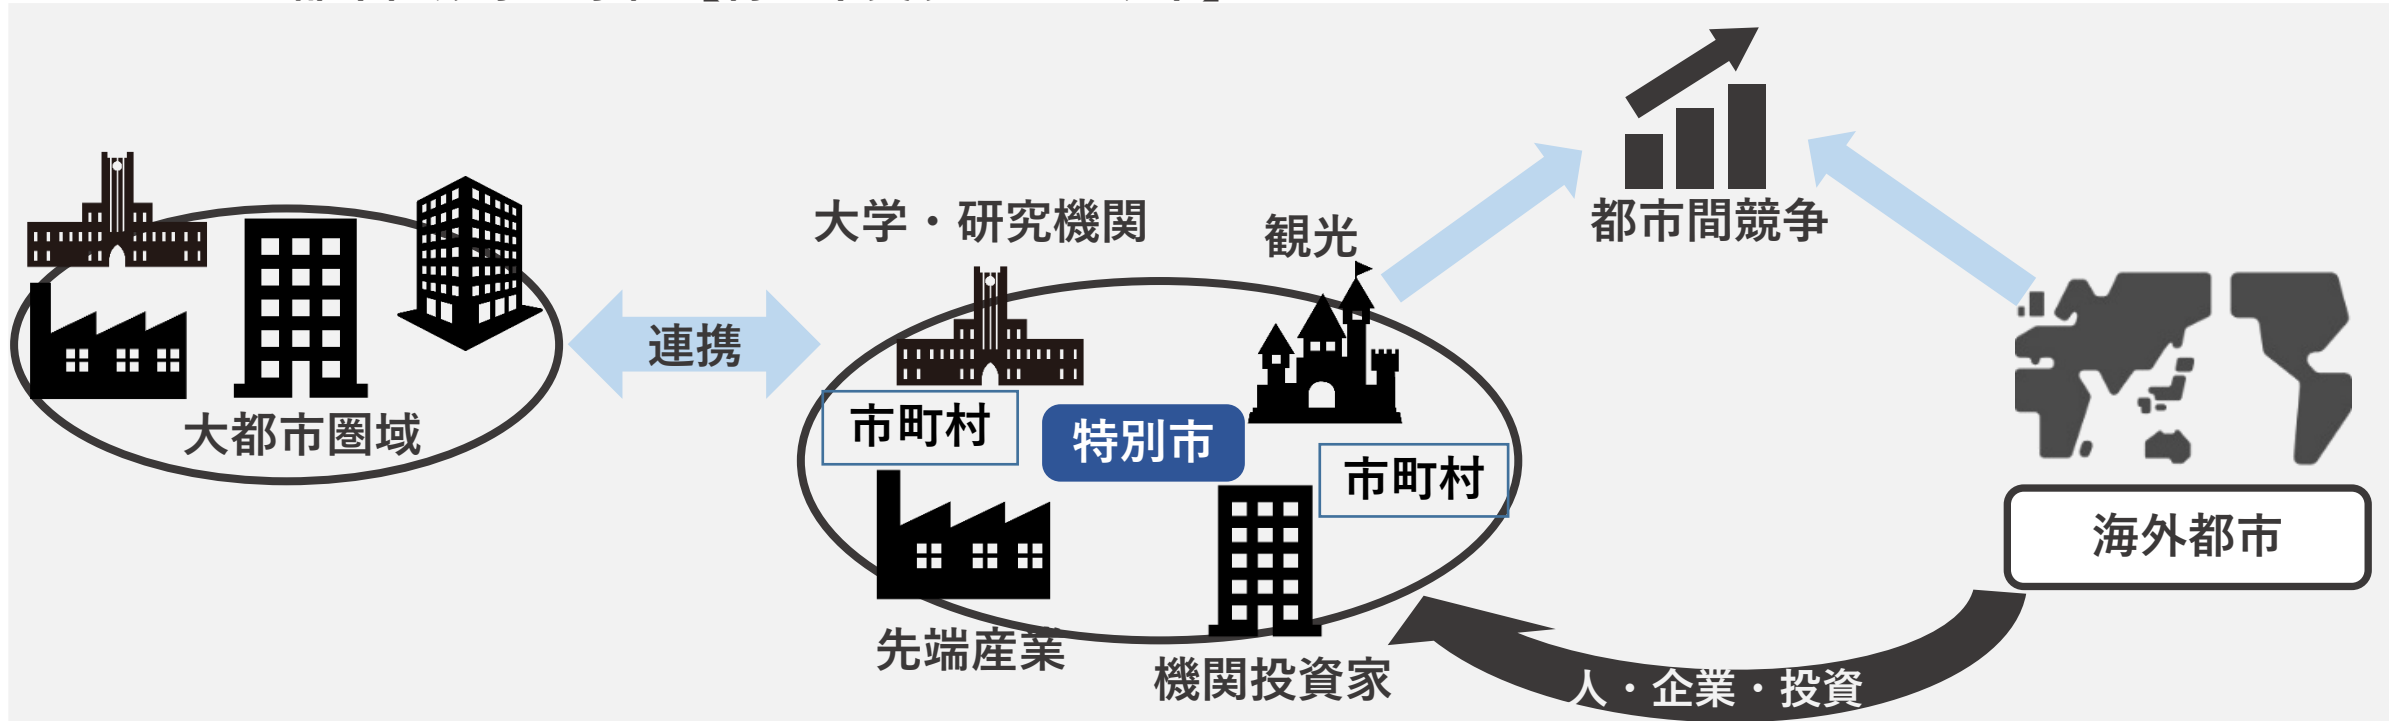 大学・研究機関
観光
都市間競争
連携
大都市圏域
市町村
特別市
市町村
海外都市
先端産業
機関投資家
人・企業・投資